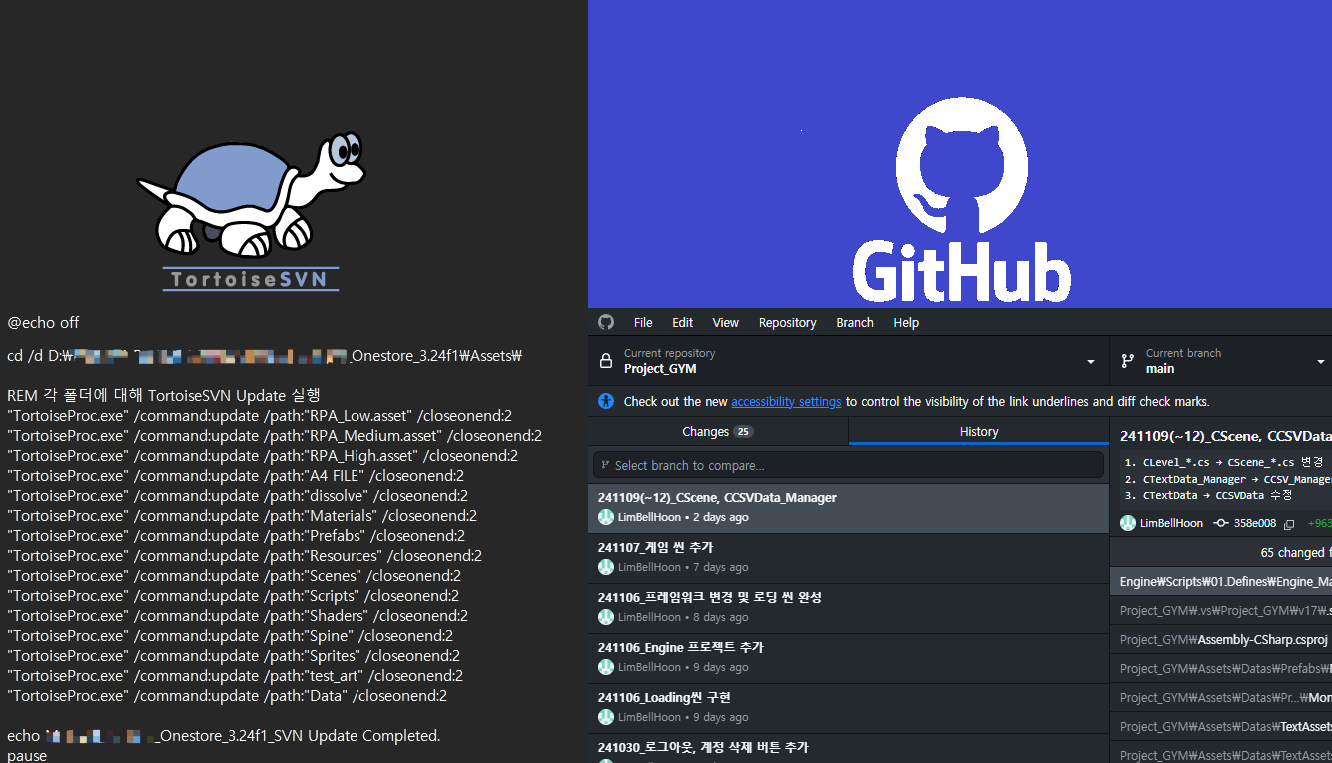 TortoiseSVN
@echo off
cd /d D:₩ _Onestore_3.24f1₩Assets₩
REM 각 폴더에 대해 TortoiseSVN Update 실행
"TortoiseProc.exe" /command:update /path:"RPA_Low.asset" /closeonend:2
"TortoiseProc.exe" /command:update /path:"RPA_Medium.asset" /closeonend:2
"TortoiseProc.exe" /command:update /path:"RPA_High.asset" /closeonend:2
"TortoiseProc.exe" /command:update /path:"A4 FILE" /closeonend:2
"TortoiseProc.exe" /command:update /path:"dissolve" /closeonend:2
"TortoiseProc.exe" /command:update /path:"Materials" /closeonend:2
"TortoiseProc.exe" /command:update /path:"Prefabs" /closeonend:2
"TortoiseProc.exe" /command:update /path:"Resources" /closeonend:2
"TortoiseProc.exe" /command:update /path:"Scenes" /closeonend:2
"TortoiseProc.exe" /command:update /path:"Scripts" /closeonend:2
"TortoiseProc.exe" /command:update /path:"Shaders" /closeonend:2
"TortoiseProc.exe" /command:update /path:"Spine" /closeonend:2
"TortoiseProc.exe" /command:update /path:"Sprites" /closeonend:2
"TortoiseProc.exe" /command:update /path:"test_art" /closeonend:2
"TortoiseProc.exe" /command:update /path:"Data" /closeonend:2
echo _Onestore_3.24f1_SVN Update Completed.
pause
GitHub
File Edit View Repository Branch Help
Current repository
Project_GYM
Current branch
main
Check out the new accessibility settings to control the visibility of the link underlines and diff check marks.
Changes 25
History
Select branch to compare...
241109(~12)_CScene, CCSVData_Manager
LimBellHoon • 2 days ago
241107_게임 씬 추가
LimBellHoon • 7 days ago
241106_프레임워크 변경 및 로딩 씬 완성
LimBellHoon • 8 days ago
241106_Engine 프로젝트 추가
LimBellHoon • 9 days ago
241106_Loading씬 구현
LimBellHoon • 9 days ago
241030_로그아웃, 계정 삭제 버튼 추가
241109(~12)_CScene, CCSVData
1. CLevel_*.cs → CScene_*.cs 변경
2. CTextData_Manager → CCSV_Manager
3. CTextData → CCSVData 수정
LimBellHoon 358e008 +963
65 changed f
Engine₩Scripts₩01.Defines₩Engine_Ma
Project_GYM₩.vs₩Project_GYM₩v17₩.s
Project_GYM₩Assembly-CSharp.csproj
Project_GYM₩Assets₩Datas₩Prefabs₩
Project_GYM₩Assets₩Datas₩Pr...₩Mon
Project_GYM₩Assets₩Datas₩TextAssets
Project_GYM₩Assets₩Datas₩TextAssets